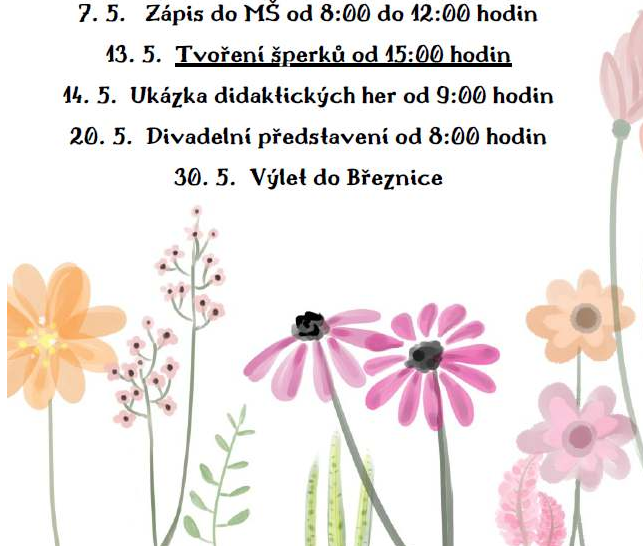 7. 5. Zápis do MŠ od 8:00 do 12:00 hodin
13. 5. Tvoření šperků od 15:00 hodin
14. 5. Ukázka didaktických her od 9:00 hodin
20. 5. Divadelní představení od 8:00 hodin
30. 5. Výlet do Březnice